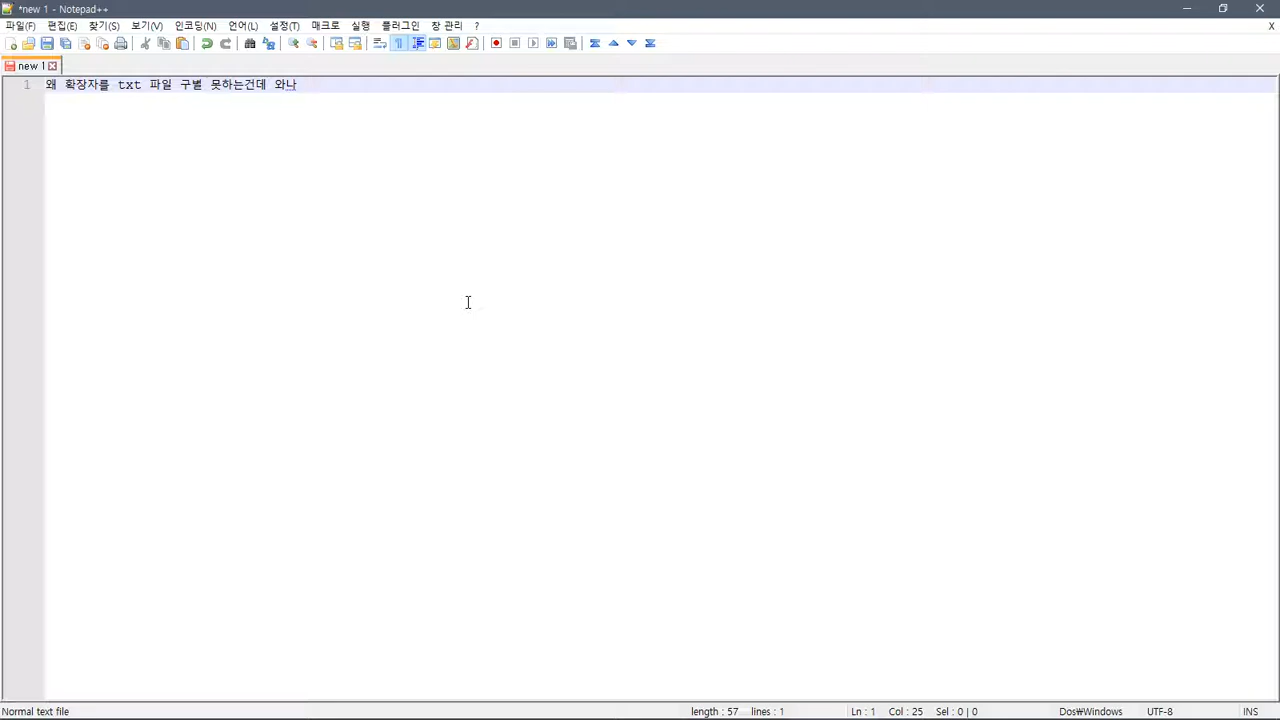 *new 1 - Notepad++
파일(F) 편집(E) 찾기(S) 보기(V) 인코딩(N) 언어(L) 설정(T) 매크로 실행 플러그인 창 관리 ? X
new 1
1 왜 확장자를 txt 파일 구별 못하는건데 와나
Normal text file length : 57 lines : 1 Ln : 1 Col : 25 Sel : 0 | 0 Dos₩Windows UTF-8 INS